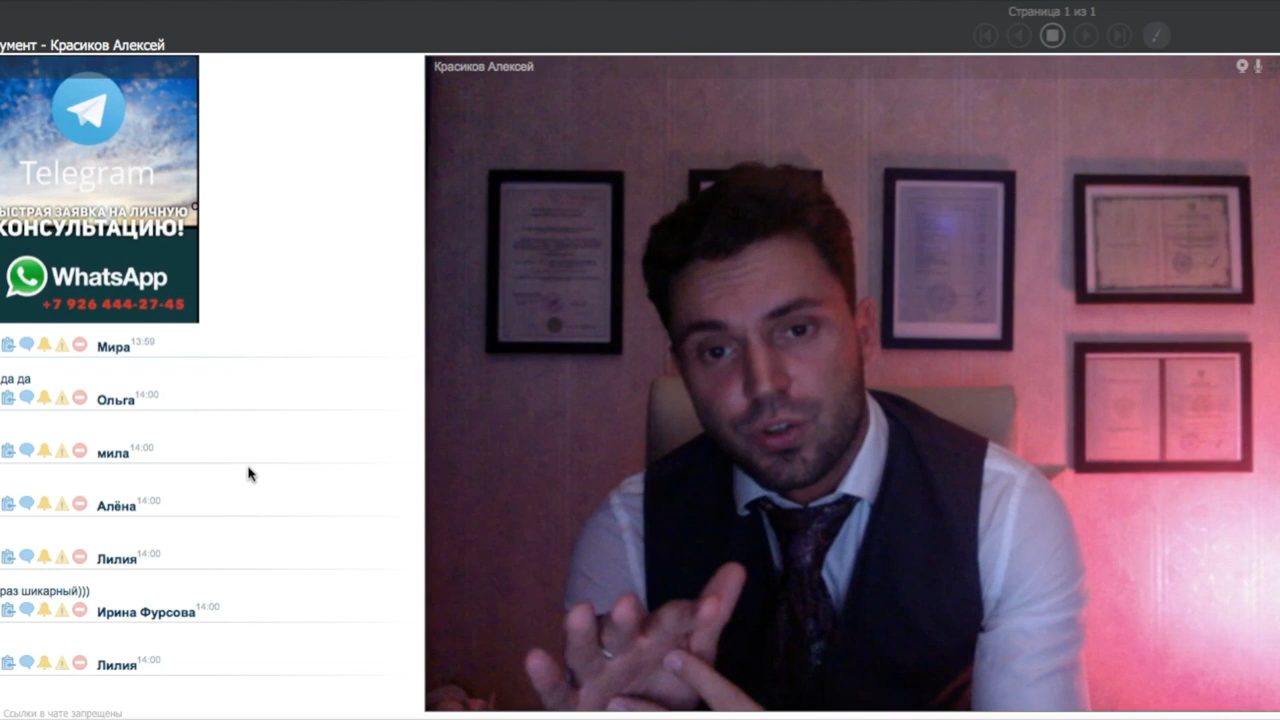 Страница 1 из 1
умент - Красиков Алексей
Telegram
ЫСТРАЯ ЗАЯВКА НА ЛИЧНУЮ
КОНСУЛЬТАЦИЮ!
WhatsApp
+7 926 444-27-45
Красиков Алексей
Мира 13:59
да да
Ольга 14:00
мила 14:00
Алёна 14:00
Лилия 14:00
раз шикарный)))
Ирина Фурсова 14:00
Лилия 14:00
Ссылки в чате запрещены